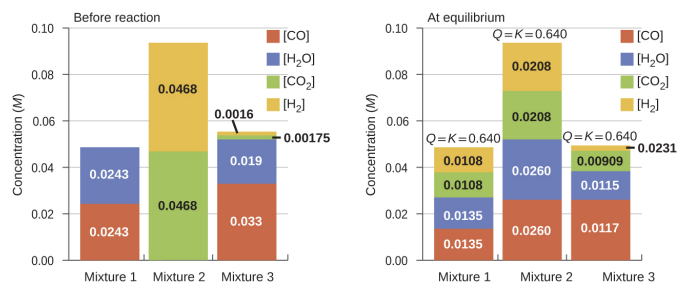 Before reaction
0.10
0.08
0.06
0.04
0.02
0.00
Concentration (M)
[CO]
[H₂O]
[CO₂]
[H₂]
0.0243
0.0243
0.0468
0.0468
0.0016
0.00175
0.019
0.033
Mixture 1
Mixture 2
Mixture 3
At equilibrium
0.10
0.08
0.06
0.04
0.02
0.00
Concentration (M)
[CO]
[H₂O]
[CO₂]
[H₂]
Q = K = 0.640
0.0108
0.0108
0.0135
0.0135
Q = K = 0.640
0.0208
0.0208
0.0260
0.0260
Q = K = 0.640
0.0231
0.00909
0.0115
0.0117
Mixture 1
Mixture 2
Mixture 3